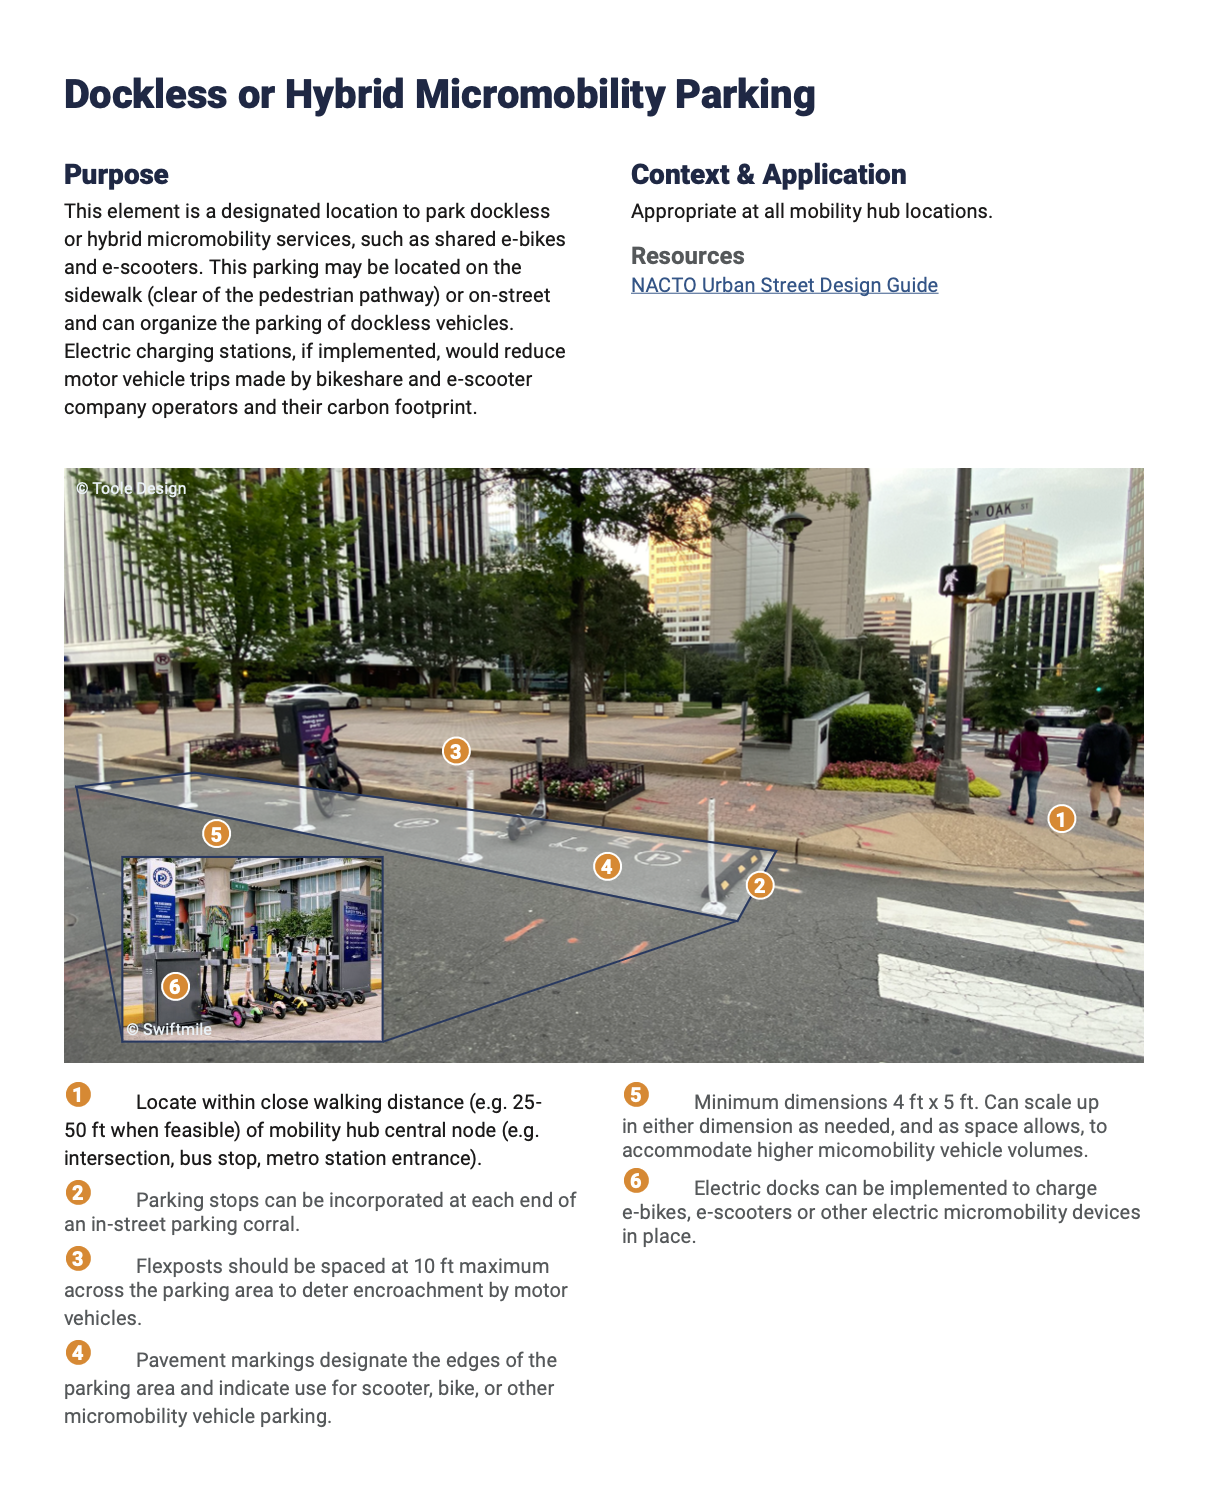 Dockless or Hybrid Micromobility Parking
Purpose
This element is a designated location to park dockless
or hybrid micromobility services, such as shared e-bikes
and e-scooters. This parking may be located on the
sidewalk (clear of the pedestrian pathway) or on-street
and can organize the parking of dockless vehicles.
Electric charging stations, if implemented, would reduce
motor vehicle trips made by bikeshare and e-scooter
company operators and their carbon footprint.
Context & Application
Appropriate at all mobility hub locations.
Resources
NACTO Urban Street Design Guide
© Toole Design
N OAK ST
P
3
1
5
4
P
2
6
© Swiftmile
1 Locate within close walking distance (e.g. 25-
50 ft when feasible) of mobility hub central node (e.g.
intersection, bus stop, metro station entrance).
2 Parking stops can be incorporated at each end of
an in-street parking corral.
3 Flexposts should be spaced at 10 ft maximum
across the parking area to deter encroachment by motor
vehicles.
4 Pavement markings designate the edges of the
parking area and indicate use for scooter, bike, or other
micromobility vehicle parking.
5 Minimum dimensions 4 ft x 5 ft. Can scale up
in either dimension as needed, and as space allows, to
accommodate higher micomobility vehicle volumes.
6 Electric docks can be implemented to charge
e-bikes, e-scooters or other electric micromobility devices
in place.